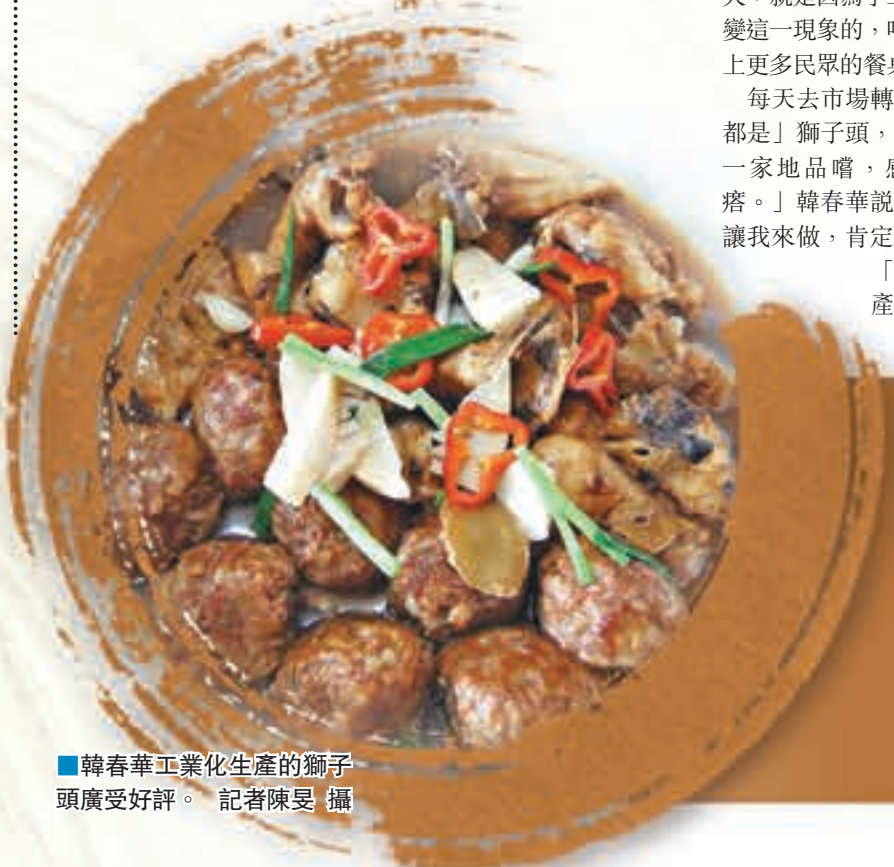 變這一現象的，
上更多民眾的餐
每天去市場轉
都是」獅子頭，
一家地品嚐，感
瘩。」韓春華說
讓我來做，肯定
「
產
■韓春華工業化生產的獅子
頭廣受好評。 記者陳旻 攝